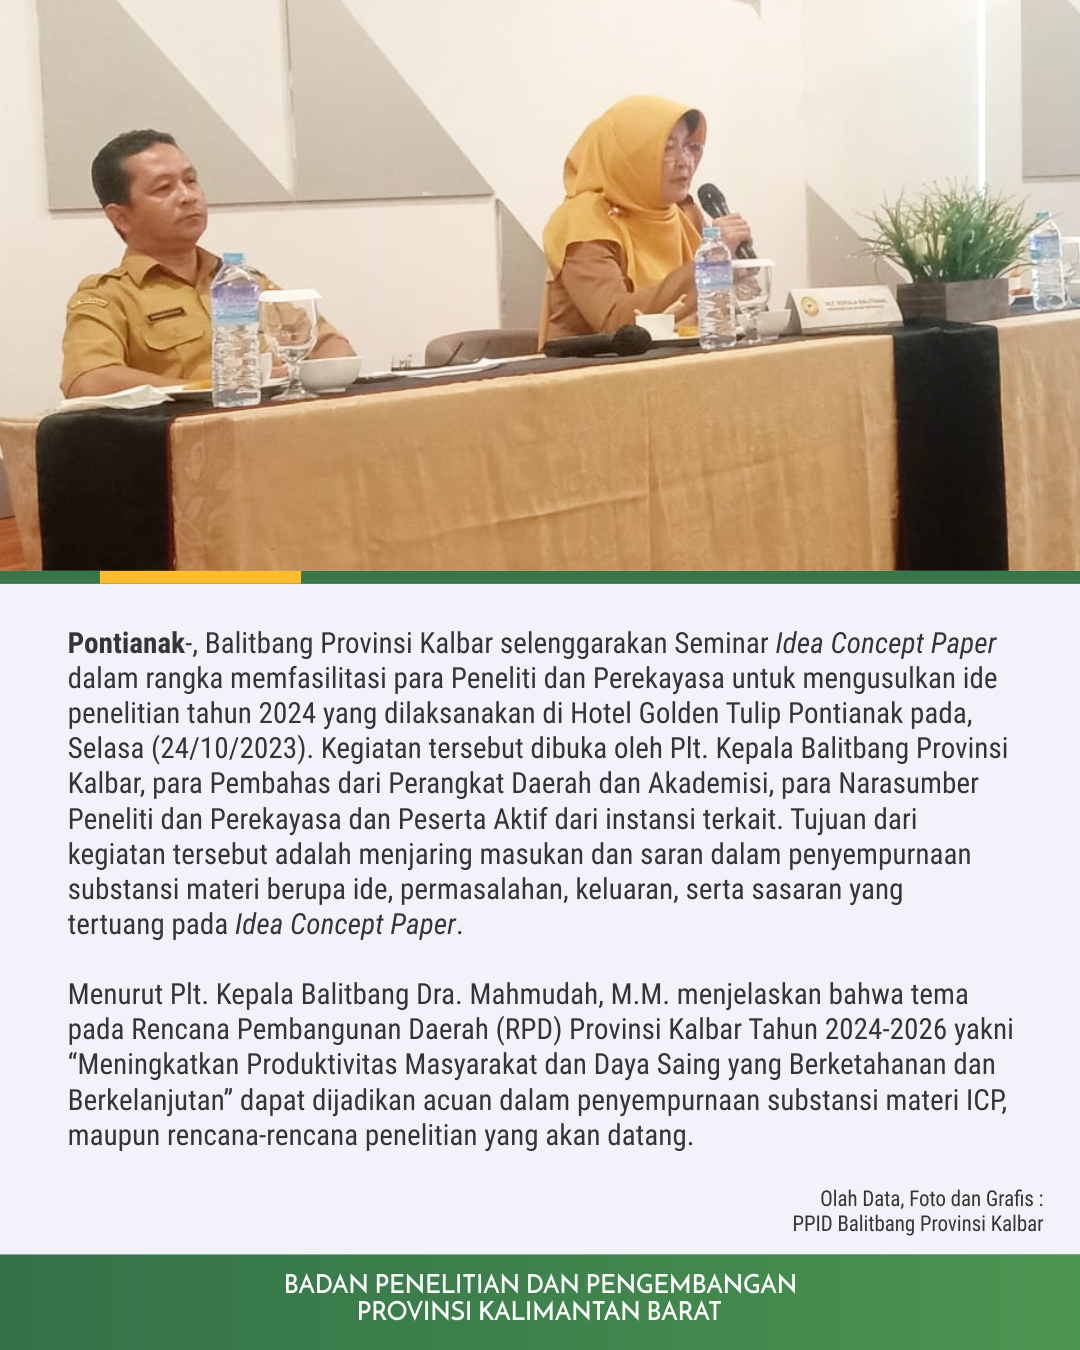 PLT. KEPALA BALITBANG
Pontianak-, Balitbang Provinsi Kalbar selenggarakan Seminar Idea Concept Paper
dalam rangka memfasilitasi para Peneliti dan Perekayasa untuk mengusulkan ide
penelitian tahun 2024 yang dilaksanakan di Hotel Golden Tulip Pontianak pada,
Selasa (24/10/2023). Kegiatan tersebut dibuka oleh Plt. Kepala Balitbang Provinsi
Kalbar, para Pembahas dari Perangkat Daerah dan Akademisi, para Narasumber
Peneliti dan Perekayasa dan Peserta Aktif dari instansi terkait. Tujuan dari
kegiatan tersebut adalah menjaring masukan dan saran dalam penyempurnaan
substansi materi berupa ide, permasalahan, keluaran, serta sasaran yang
tertuang pada Idea Concept Paper.
Menurut Plt. Kepala Balitbang Dra. Mahmudah, M.M. menjelaskan bahwa tema
pada Rencana Pembangunan Daerah (RPD) Provinsi Kalbar Tahun 2024-2026 yakni
“Meningkatkan Produktivitas Masyarakat dan Daya Saing yang Berketahanan dan
Berkelanjutan” dapat dijadikan acuan dalam penyempurnaan substansi materi ICP,
maupun rencana-rencana penelitian yang akan datang.
Olah Data, Foto dan Grafis :
PPID Balitbang Provinsi Kalbar
BADAN PENELITIAN DAN PENGEMBANGAN
PROVINSI KALIMANTAN BARAT